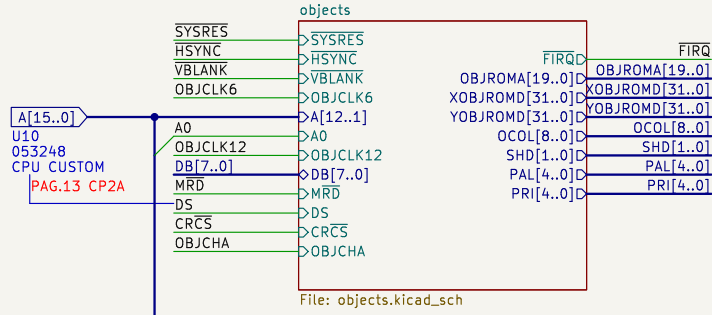 objects
SYSRES
HSYNC
VBLANK
OBJCLK6
A[15..0]
U10
053248
CPU CUSTOM
PAG.13 CP2A
A0
OBJCLK12
DB[7..0]
MRD
DS
CRCS
OBJCHA
SYSRES
HSYNC
VBLANK
OBJCLK6
A[12..1]
A0
OBJCLK12
DB[7..0]
MRD
DS
CRCS
OBJCHA
FIRQ
OBJROMA[19..0]
XOBJROMD[31..0]
YOBJROMD[31..0]
OCOL[8..0]
SHD[1..0]
PAL[4..0]
PRI[4..0]
FIRQ
OBJROMA[19..0]
XOBJROMD[31..0]
YOBJROMD[31..0]
OCOL[8..0]
SHD[1..0]
PAL[4..0]
PRI[4..0]
File: objects.kicad_sch